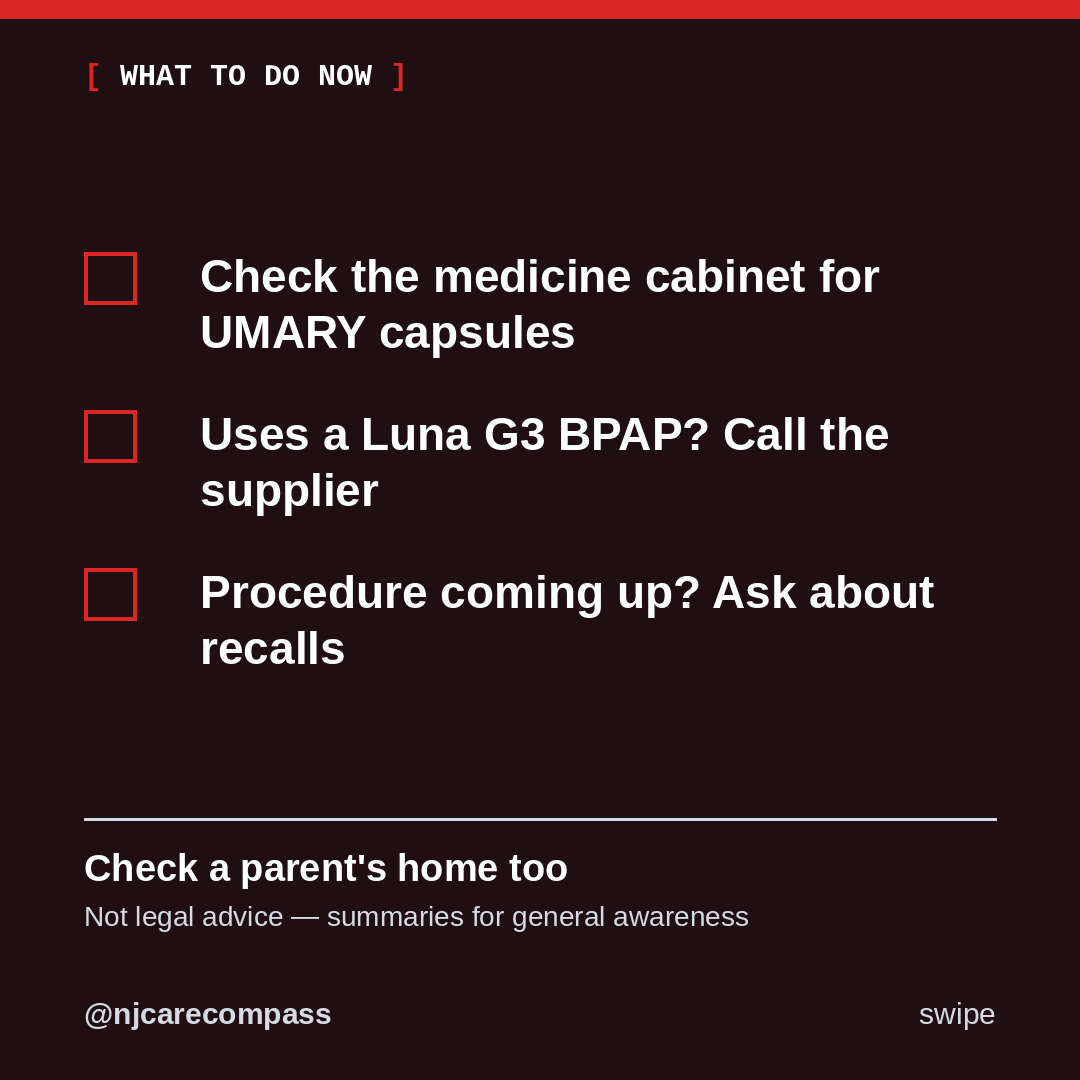 [ WHAT TO DO NOW ]
Check the medicine cabinet for
UMARY capsules
Uses a Luna G3 BPAP? Call the
supplier
Procedure coming up? Ask about
recalls
Check a parent's home too
Not legal advice — summaries for general awareness
@njcarecompass
swipe